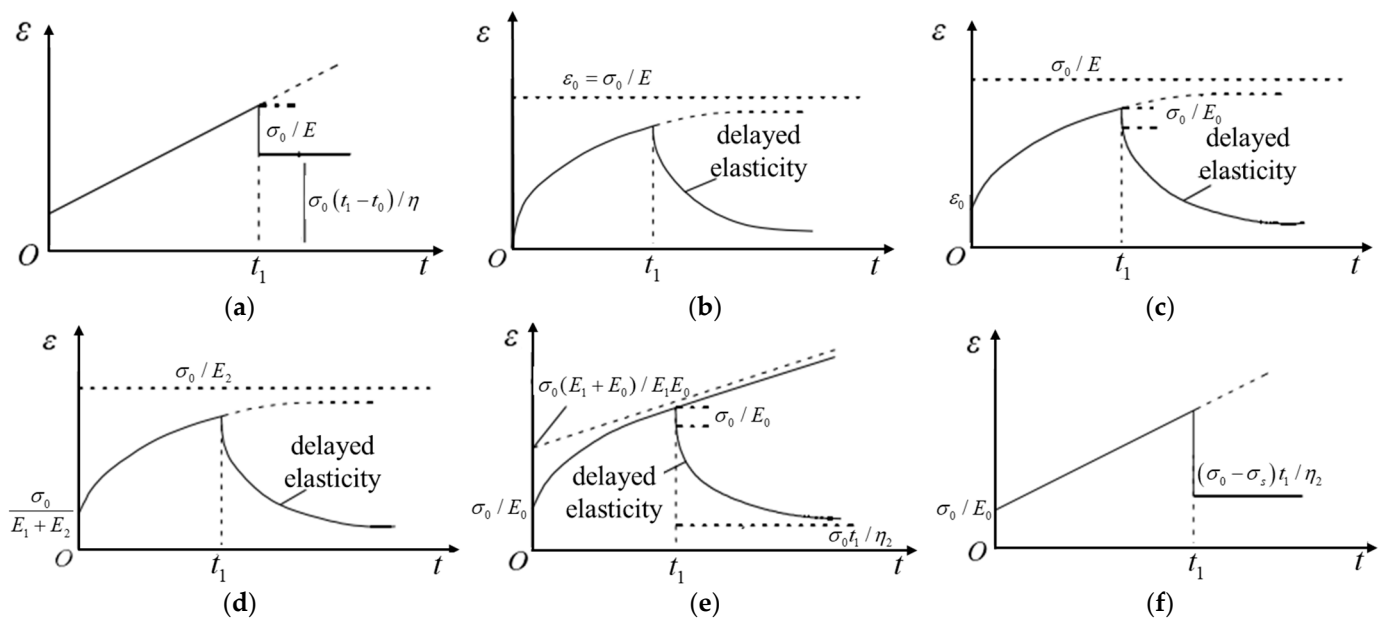 ε
σ₀ / E
σ₀ (t₁ − t₀) / η
O
t₁
t
(a)
ε
ε₀ = σ₀ / E
delayed
elasticity
O
t₁
t
(b)
ε
σ₀ / E
σ₀ / E₀
delayed
elasticity
ε₀
O
t₁
t
(c)
ε
σ₀ / E₂
delayed
elasticity
σ₀
E₁ + E₂
O
t₁
t
(d)
ε
σ₀(E₁ + E₀) / E₁E₀
σ₀ / E₀
delayed
elasticity
σ₀ / E₀
σ₀t₁ / η₂
O
t₁
t
(e)
ε
(σ₀ − σₛ) t₁ / η₂
σ₀ / E₀
O
t₁
t
(f)